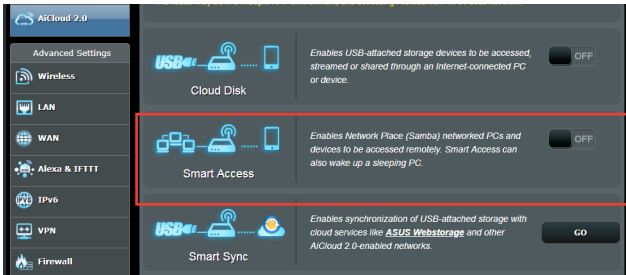 AiCloud 2.0
Advanced Settings
Wireless
LAN
WAN
Alexa & IFTTT
IPv6
VPN
Firewall
USB
Cloud Disk
Enables USB-attached storage devices to be accessed,
streamed or shared through an Internet-connected PC
or device.
OFF
Smart Access
Enables Network Place (Samba) networked PCs and
devices to be accessed remotely. Smart Access can
also wake up a sleeping PC.
OFF
USB
Smart Sync
Enables synchronization of USB-attached storage with
cloud services like ASUS Webstorage and other
AiCloud 2.0-enabled networks.
GO